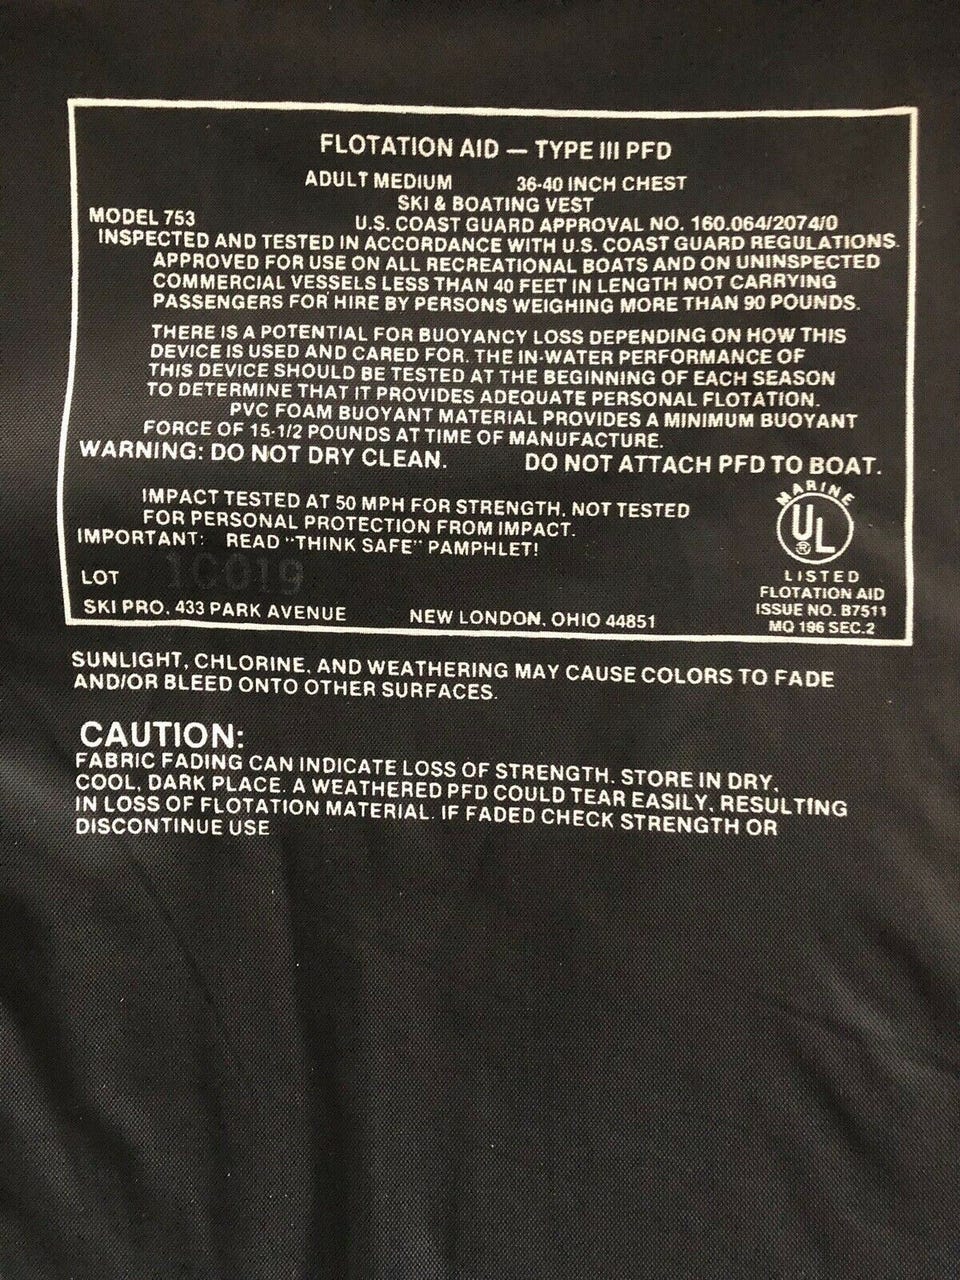 FLOTATION AID — TYPE III PFD
ADULT MEDIUM 36-40 INCH CHEST
SKI & BOATING VEST
MODEL 753 U.S. COAST GUARD APPROVAL NO. 160.064/2074/0
INSPECTED AND TESTED IN ACCORDANCE WITH U.S. COAST GUARD REGULATIONS.
APPROVED FOR USE ON ALL RECREATIONAL BOATS AND ON UNINSPECTED
COMMERCIAL VESSELS LESS THAN 40 FEET IN LENGTH NOT CARRYING
PASSENGERS FOR HIRE BY PERSONS WEIGHING MORE THAN 90 POUNDS.
THERE IS A POTENTIAL FOR BUOYANCY LOSS DEPENDING ON HOW THIS
DEVICE IS USED AND CARED FOR. THE IN-WATER PERFORMANCE OF
THIS DEVICE SHOULD BE TESTED AT THE BEGINNING OF EACH SEASON
TO DETERMINE THAT IT PROVIDES ADEQUATE PERSONAL FLOTATION.
PVC FOAM BUOYANT MATERIAL PROVIDES A MINIMUM BUOYANT
FORCE OF 15-1/2 POUNDS AT TIME OF MANUFACTURE.
WARNING: DO NOT DRY CLEAN. DO NOT ATTACH PFD TO BOAT.
IMPACT TESTED AT 50 MPH FOR STRENGTH. NOT TESTED
FOR PERSONAL PROTECTION FROM IMPACT.
IMPORTANT: READ "THINK SAFE" PAMPHLET!
LOT 1C019
SKI PRO. 433 PARK AVENUE NEW LONDON, OHIO 44851
MARINE
UL
®
LISTED
FLOTATION AID
ISSUE NO. B7511
MQ 196 SEC.2
SUNLIGHT, CHLORINE, AND WEATHERING MAY CAUSE COLORS TO FADE
AND/OR BLEED ONTO OTHER SURFACES.
CAUTION:
FABRIC FADING CAN INDICATE LOSS OF STRENGTH. STORE IN DRY,
COOL, DARK PLACE. A WEATHERED PFD COULD TEAR EASILY, RESULTING
IN LOSS OF FLOTATION MATERIAL. IF FADED CHECK STRENGTH OR
DISCONTINUE USE